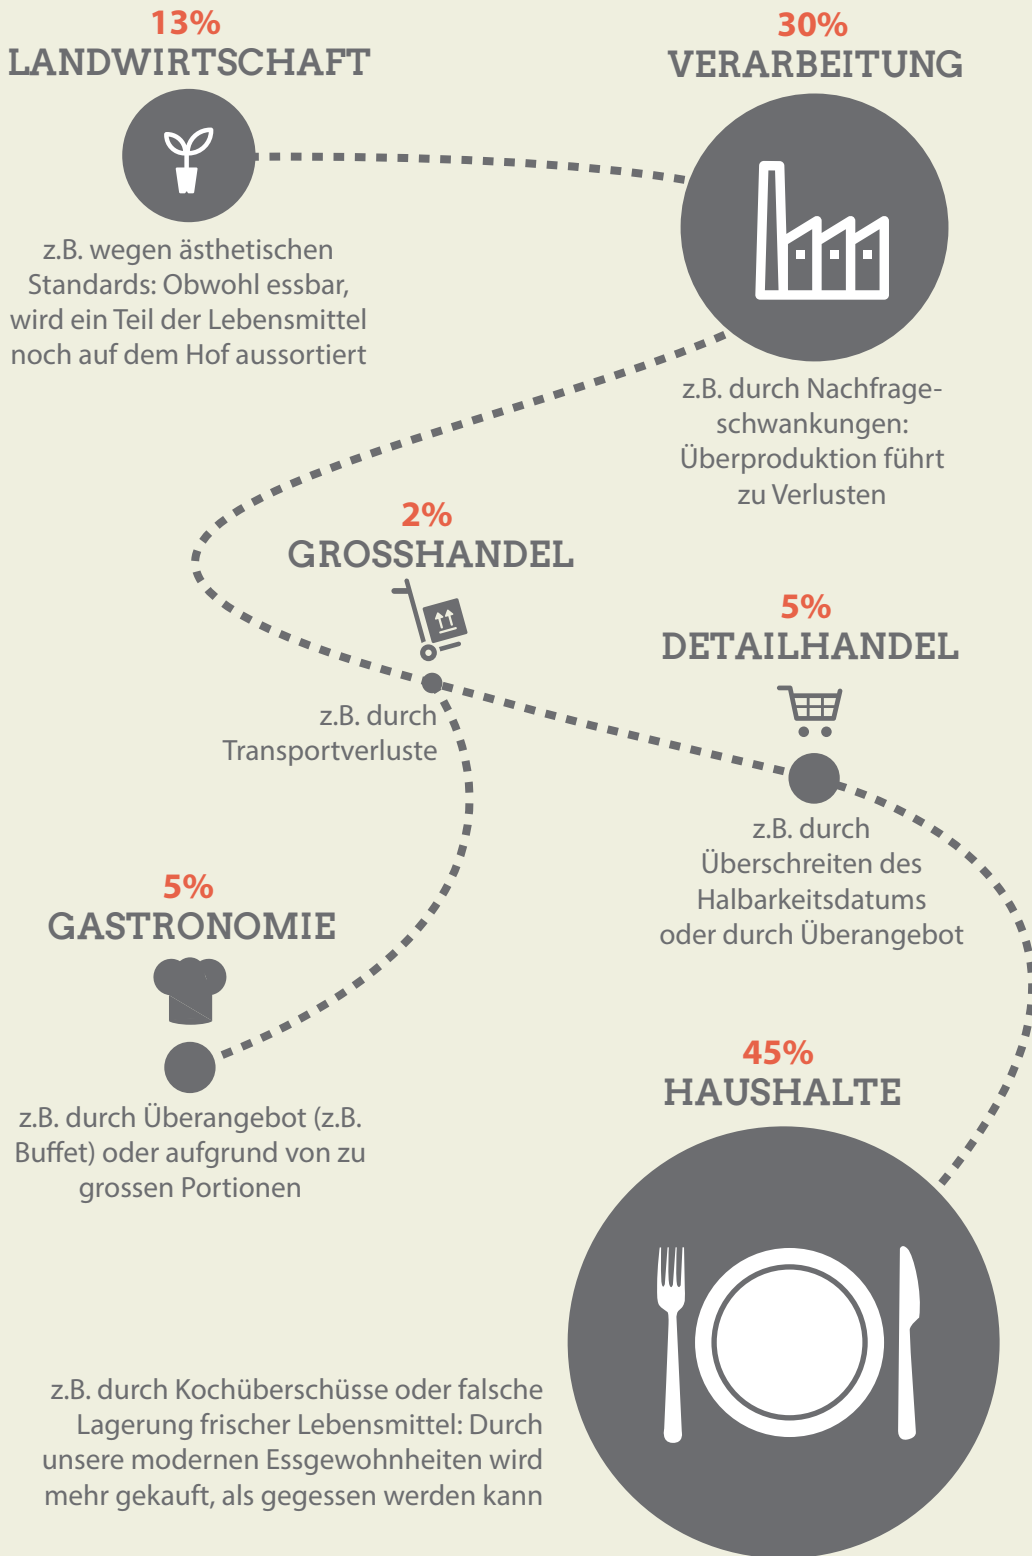 13%
LANDWIRTSCHAFT
z.B. wegen ästhetischen
Standards: Obwohl essbar,
wird ein Teil der Lebensmittel
noch auf dem Hof aussortiert
30%
VERARBEITUNG
z.B. durch Nachfrage-
schwankungen:
Überproduktion führt
zu Verlusten
2%
GROSSHANDEL
z.B. durch
Transportverluste
5%
DETAILHANDEL
z.B. durch
Überschreiten des
Halbarkeitsdatums
oder durch Überangebot
5%
GASTRONOMIE
z.B. durch Überangebot (z.B.
Buffet) oder aufgrund von zu
grossen Portionen
45%
HAUSHALTE
z.B. durch Kochüberschüsse oder falsche
Lagerung frischer Lebensmittel: Durch
unsere modernen Essgewohnheiten wird
mehr gekauft, als gegessen werden kann